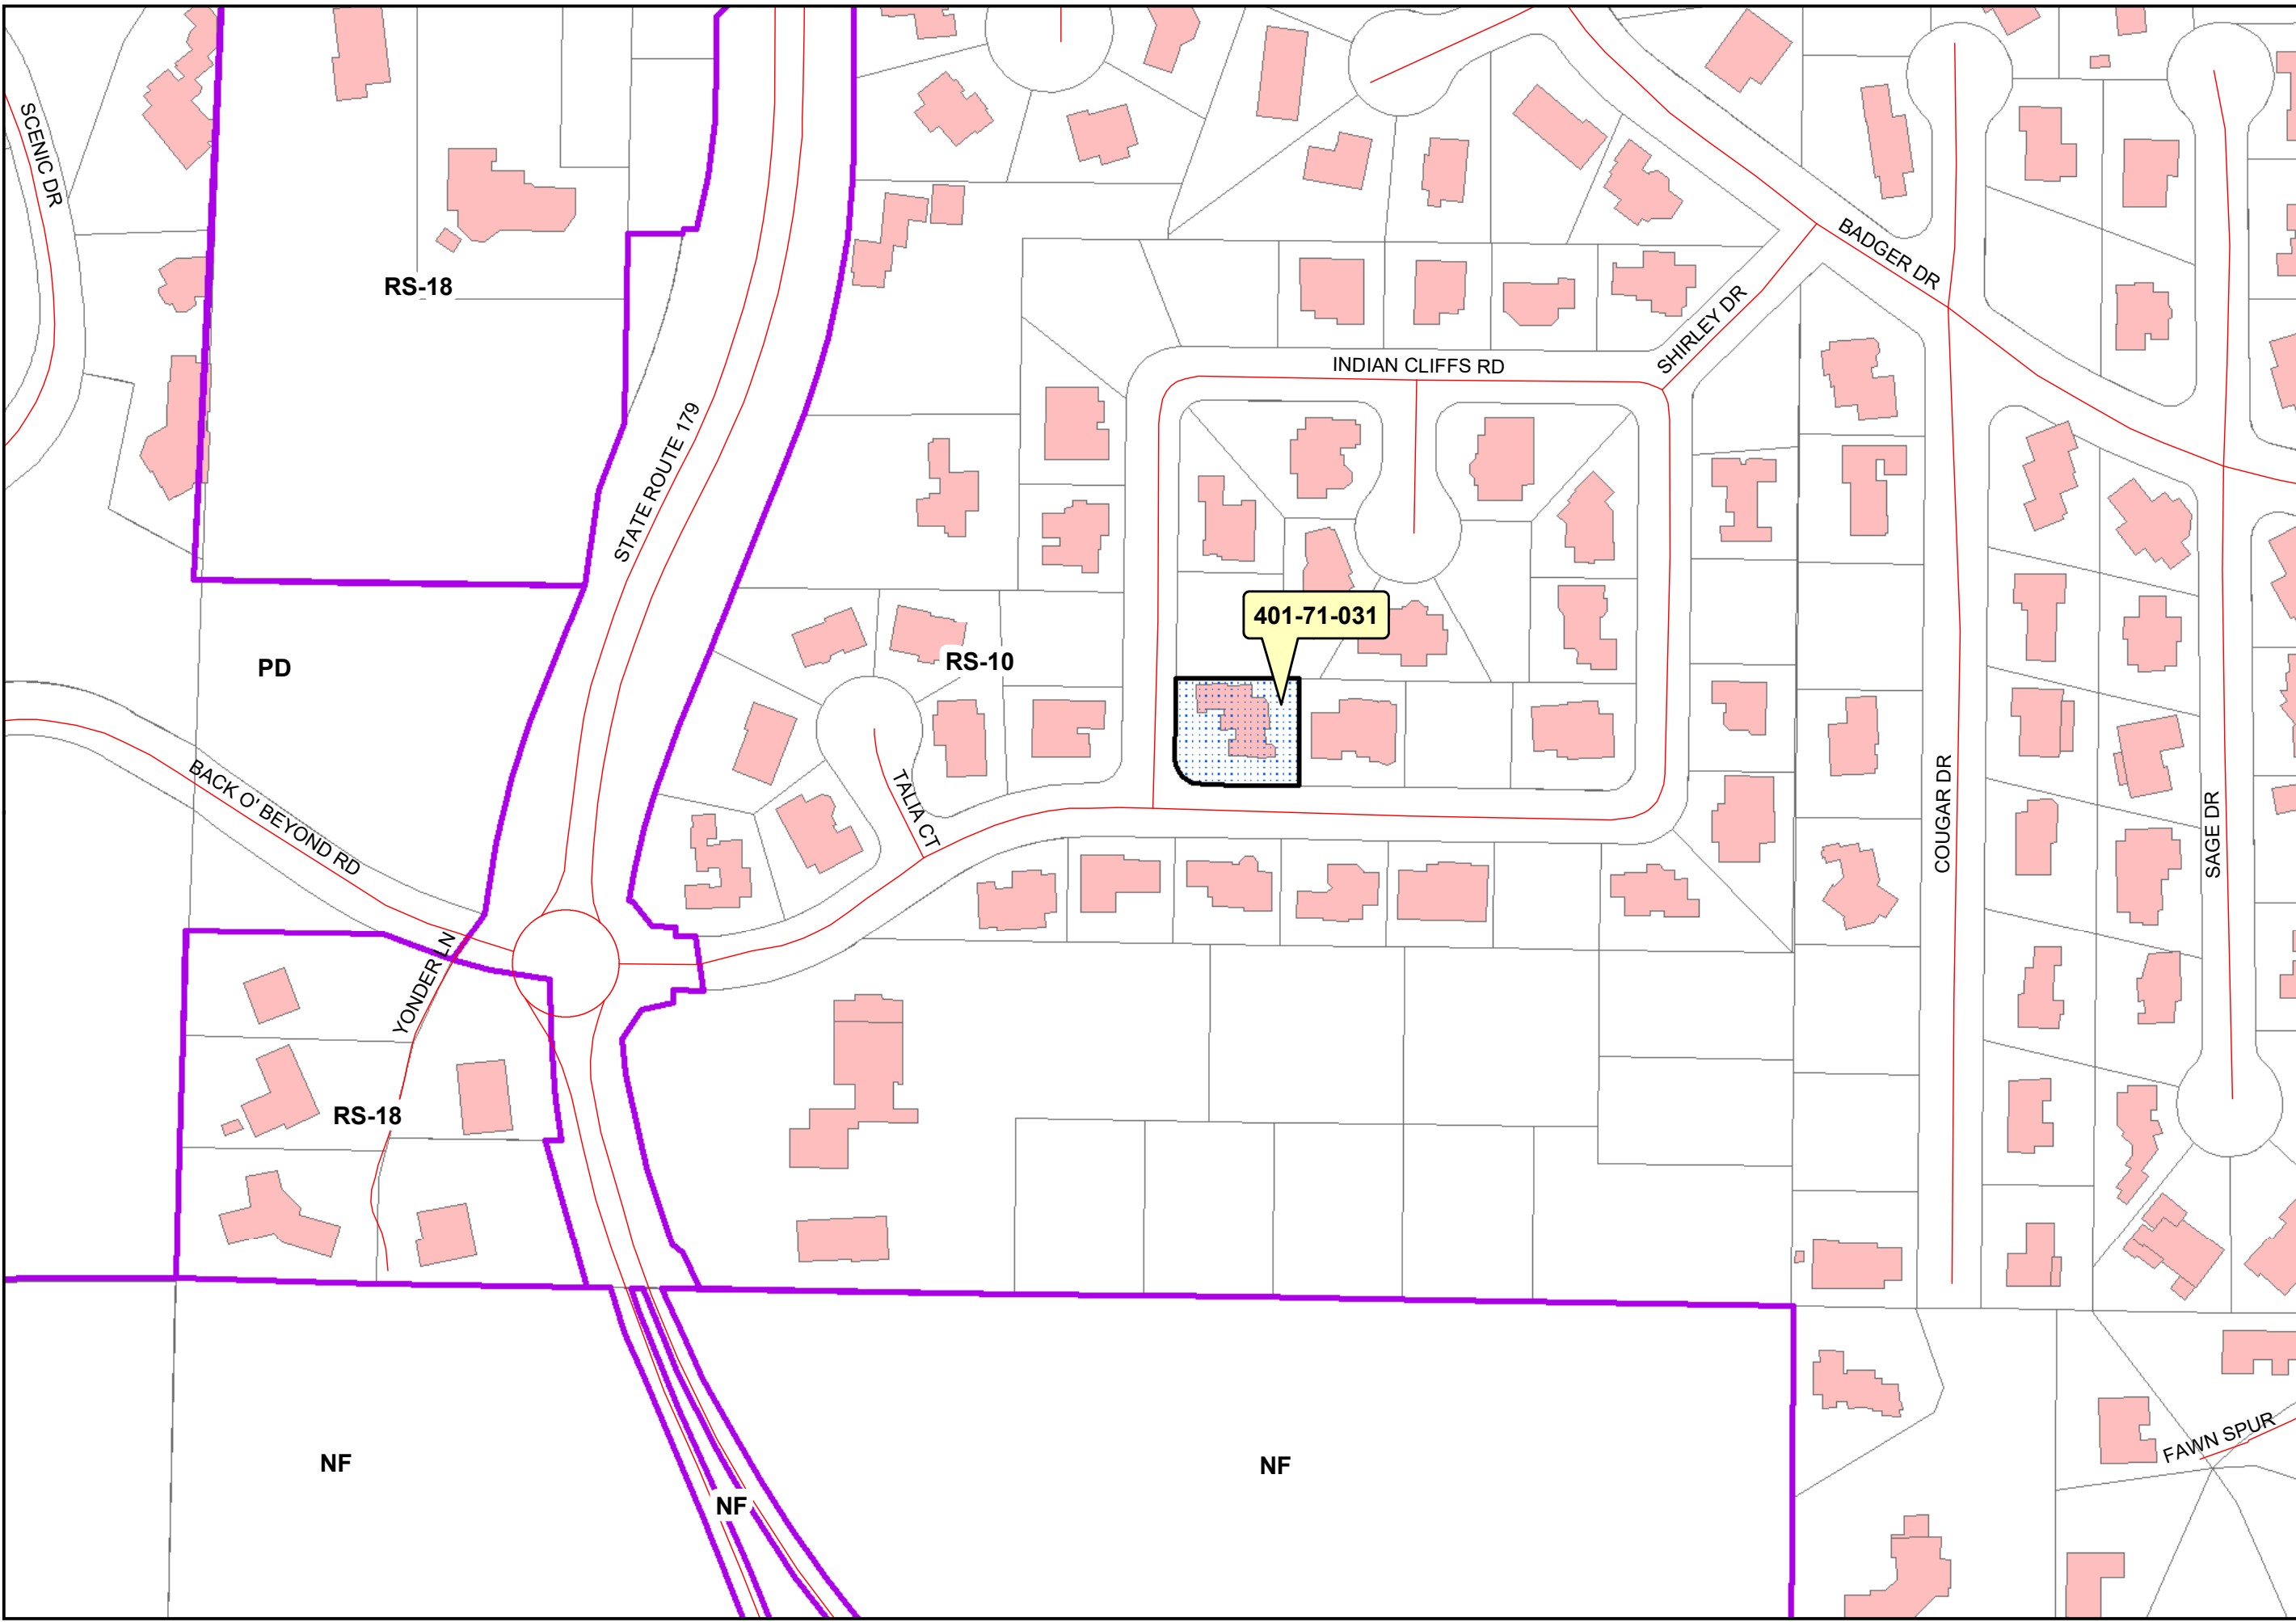 SCENIC DR
RS-18
BADGER DR
SHIRLEY DR
INDIAN CLIFFS RD
STATE ROUTE 179
401-71-031
RS-10
PD
BACK O' BEYOND RD
TALIA CT
COUGAR DR
SAGE DR
YONDER LN
RS-18
FAWN SPUR
NF
NF
NF